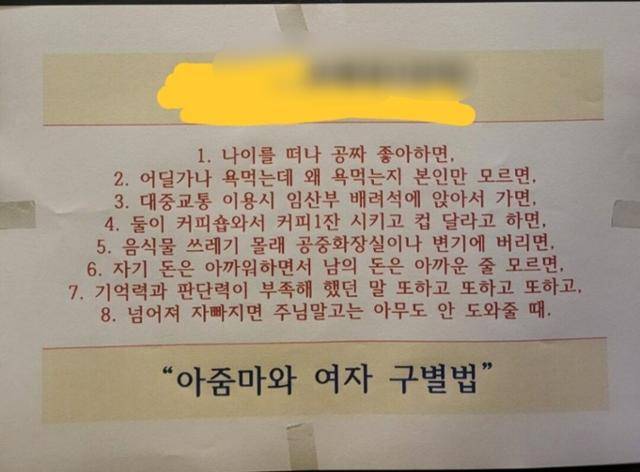 1. 나이를 떠나 공짜 좋아하면,
2. 어딜가나 욕먹는데 왜 욕먹는지 본인만 모르면,
3. 대중교통 이용시 임산부 배려석에 앉아서 가면,
4. 둘이 커피숍와서 커피1잔 시키고 컵 달라고 하면,
5. 음식물 쓰레기 몰래 공중화장실이나 변기에 버리면,
6. 자기 돈은 아까워하면서 남의 돈은 아까운 줄 모르면,
7. 기억력과 판단력이 부족해 했던 말 또하고 또하고 또하고,
8. 넘어져 자빠지면 주님말고는 아무도 안 도와줄 때.
“아줌마와 여자 구별법”